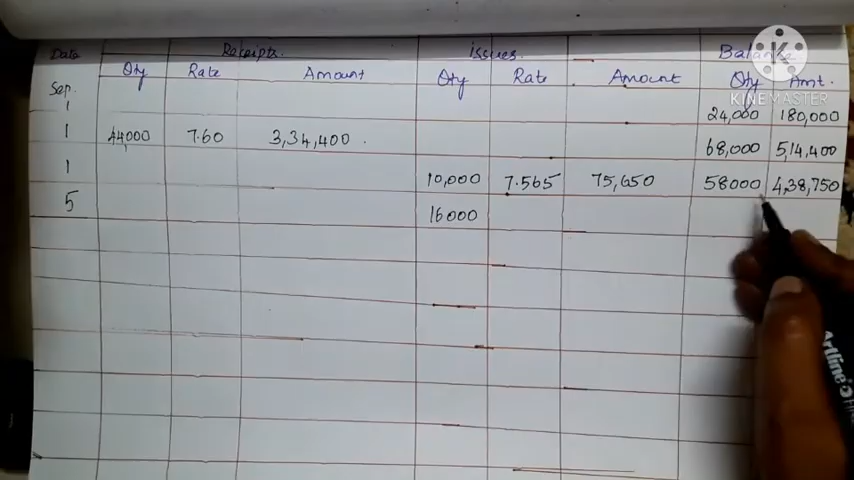 Date Receipts. Issues. Balance
Qty Rate Amount Qty Rate Amount Qty Amt.
Sep.
1 24,000 180,000
1 44000 7.60 3,34,400 68,000 5,14,400
1 10,000 7.565 75,650 58000 4,38,750
5 16000
KINEMASTER
Artline